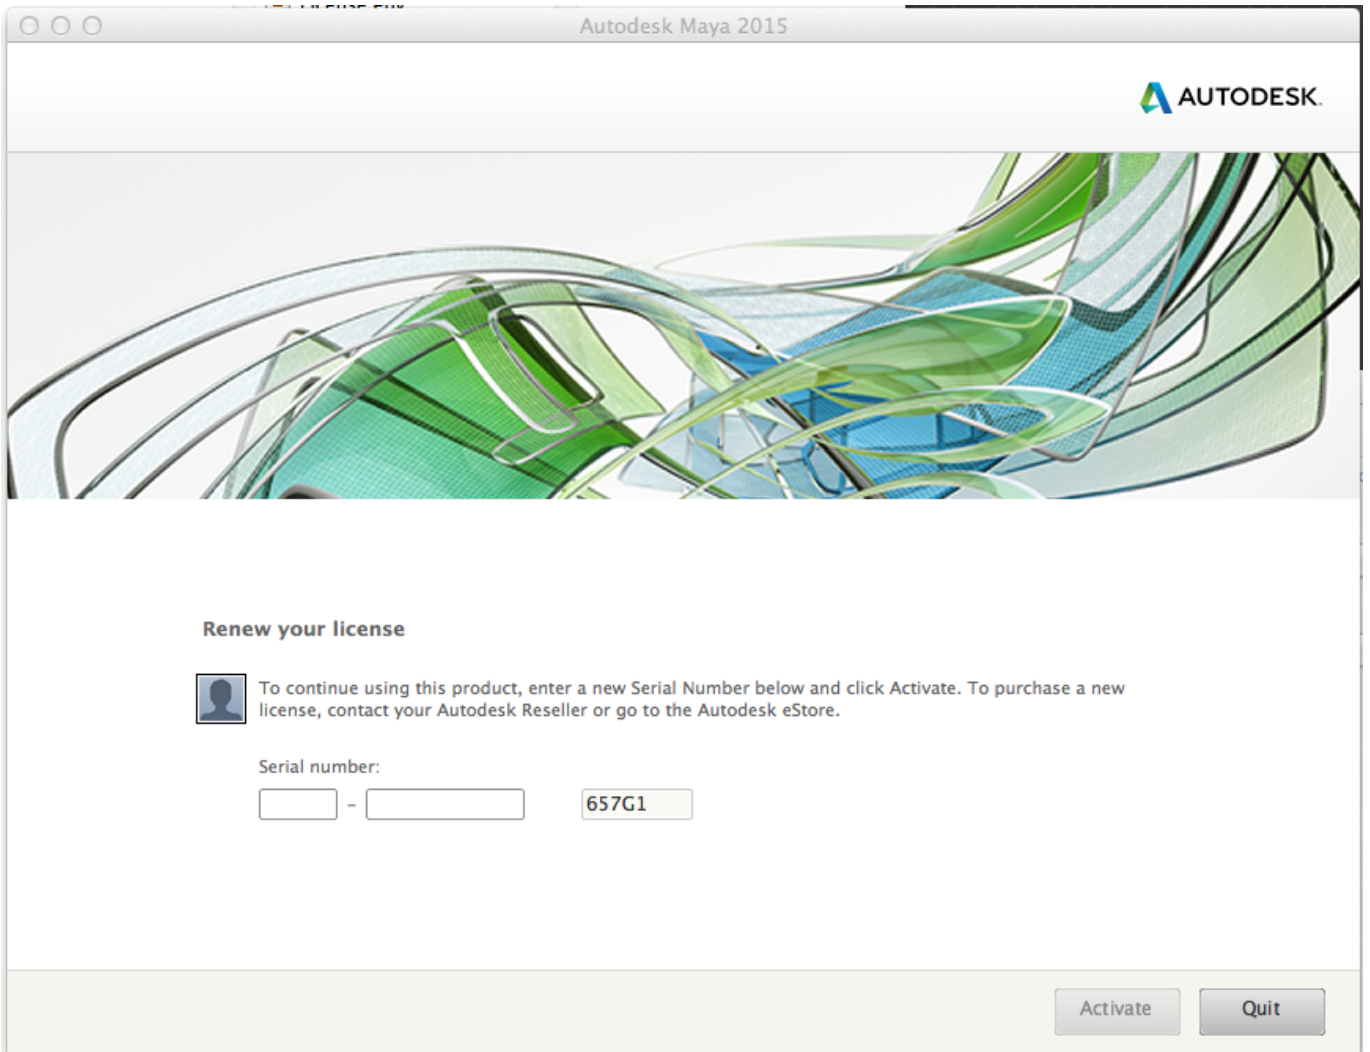 Autodesk Maya 2015
AUTODESK.
Renew your license
To continue using this product, enter a new Serial Number below and click Activate. To purchase a new
license, contact your Autodesk Reseller or go to the Autodesk eStore.
Serial number:
– 657G1
Activate Quit